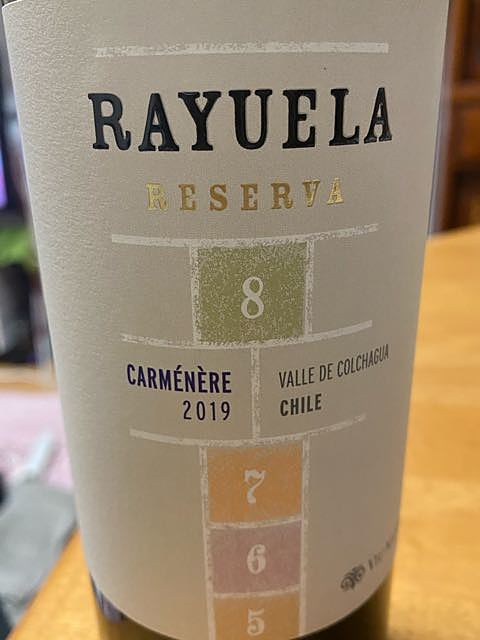 RAYUELA
RESERVA
8
CARMÉNÈRE
2019
VALLE DE COLCHAGUA
CHILE
7
6
5